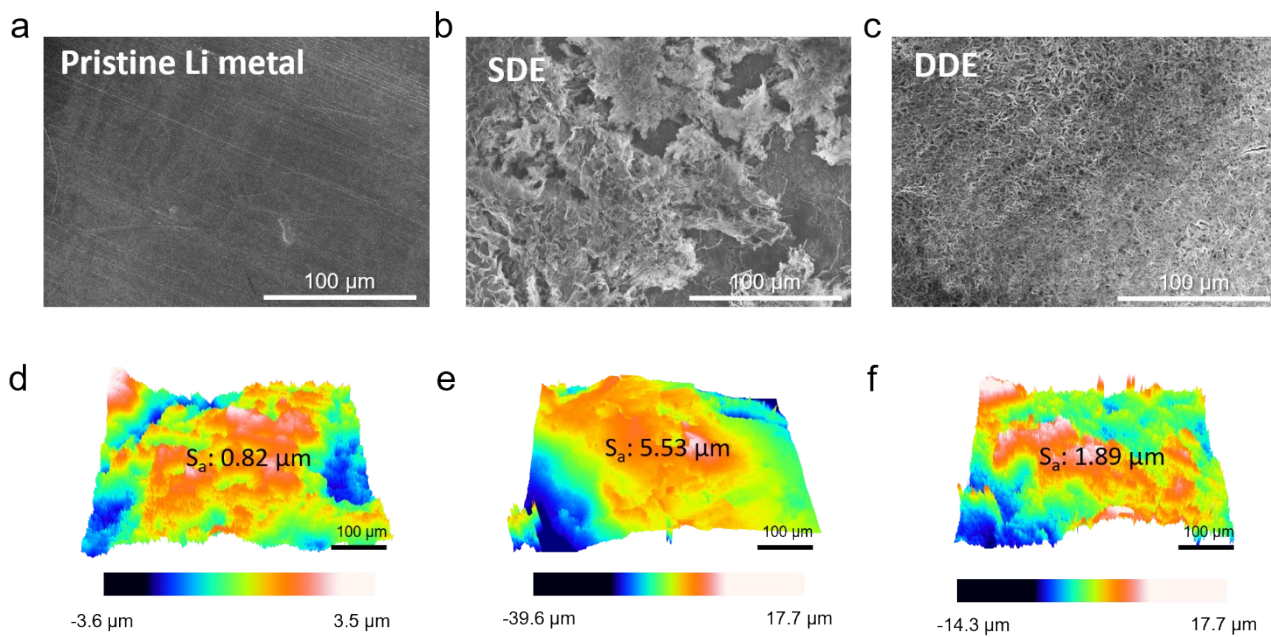 a
Pristine Li metal
100 µm
b
SDE
100 µm
c
DDE
100 µm
d
Sₐ: 0.82 µm
100 µm
-3.6 µm
3.5 µm
e
Sₐ: 5.53 µm
100 µm
-39.6 µm
17.7 µm
f
Sₐ: 1.89 µm
100 µm
-14.3 µm
17.7 µm